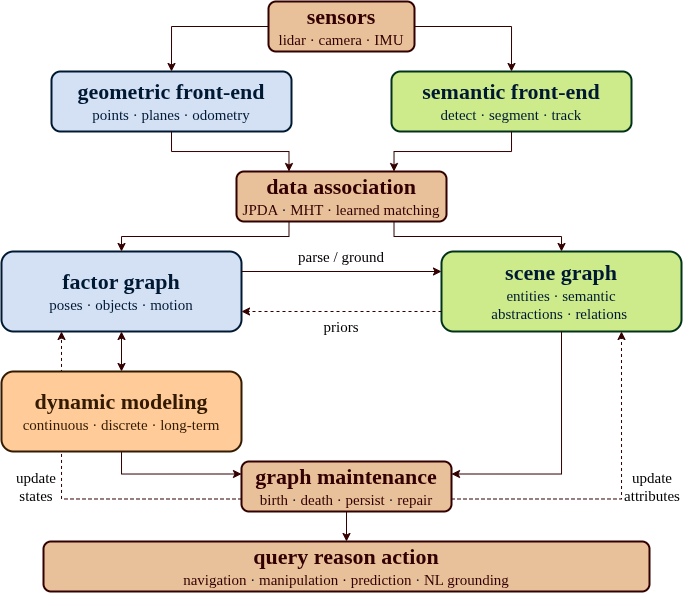 sensors
lidar · camera · IMU
geometric front-end
points · planes · odometry
semantic front-end
detect · segment · track
data association
JPDA · MHT · learned matching
factor graph
poses · objects · motion
parse / ground
priors
scene graph
entities · semantic
abstractions · relations
dynamic modeling
continuous · discrete · long-term
update
states
graph maintenance
birth · death · persist · repair
update
attributes
query reason action
navigation · manipulation · prediction · NL grounding